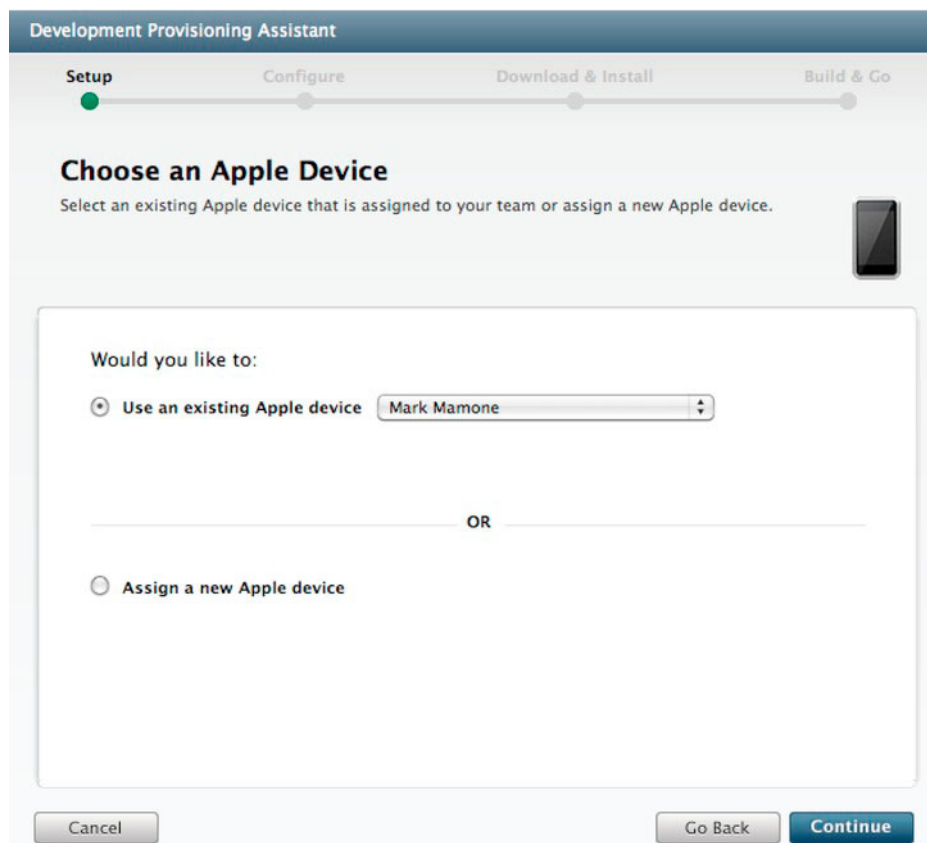 Development Provisioning Assistant
Setup Configure Download & Install Build & Go
Choose an Apple Device
Select an existing Apple device that is assigned to your team or assign a new Apple device.
Would you like to:
Use an existing Apple device Mark Mamone
OR
Assign a new Apple device
Cancel Go Back Continue